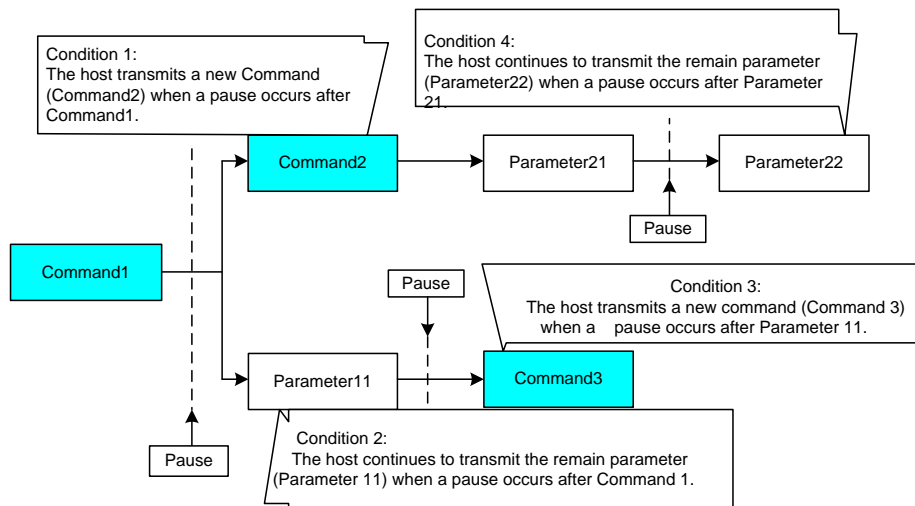 Condition 1:
The host transmits a new Command
(Command2) when a pause occurs after
Command1.
Condition 4:
The host continues to transmit the remain parameter
(Parameter22) when a pause occurs after Parameter
21.
Command2
Parameter21
Parameter22
Pause
Command1
Pause
Condition 3:
The host transmits a new command (Command 3)
when a pause occurs after Parameter 11.
Parameter11
Command3
Pause
Condition 2:
The host continues to transmit the remain parameter
(Parameter 11) when a pause occurs after Command 1.